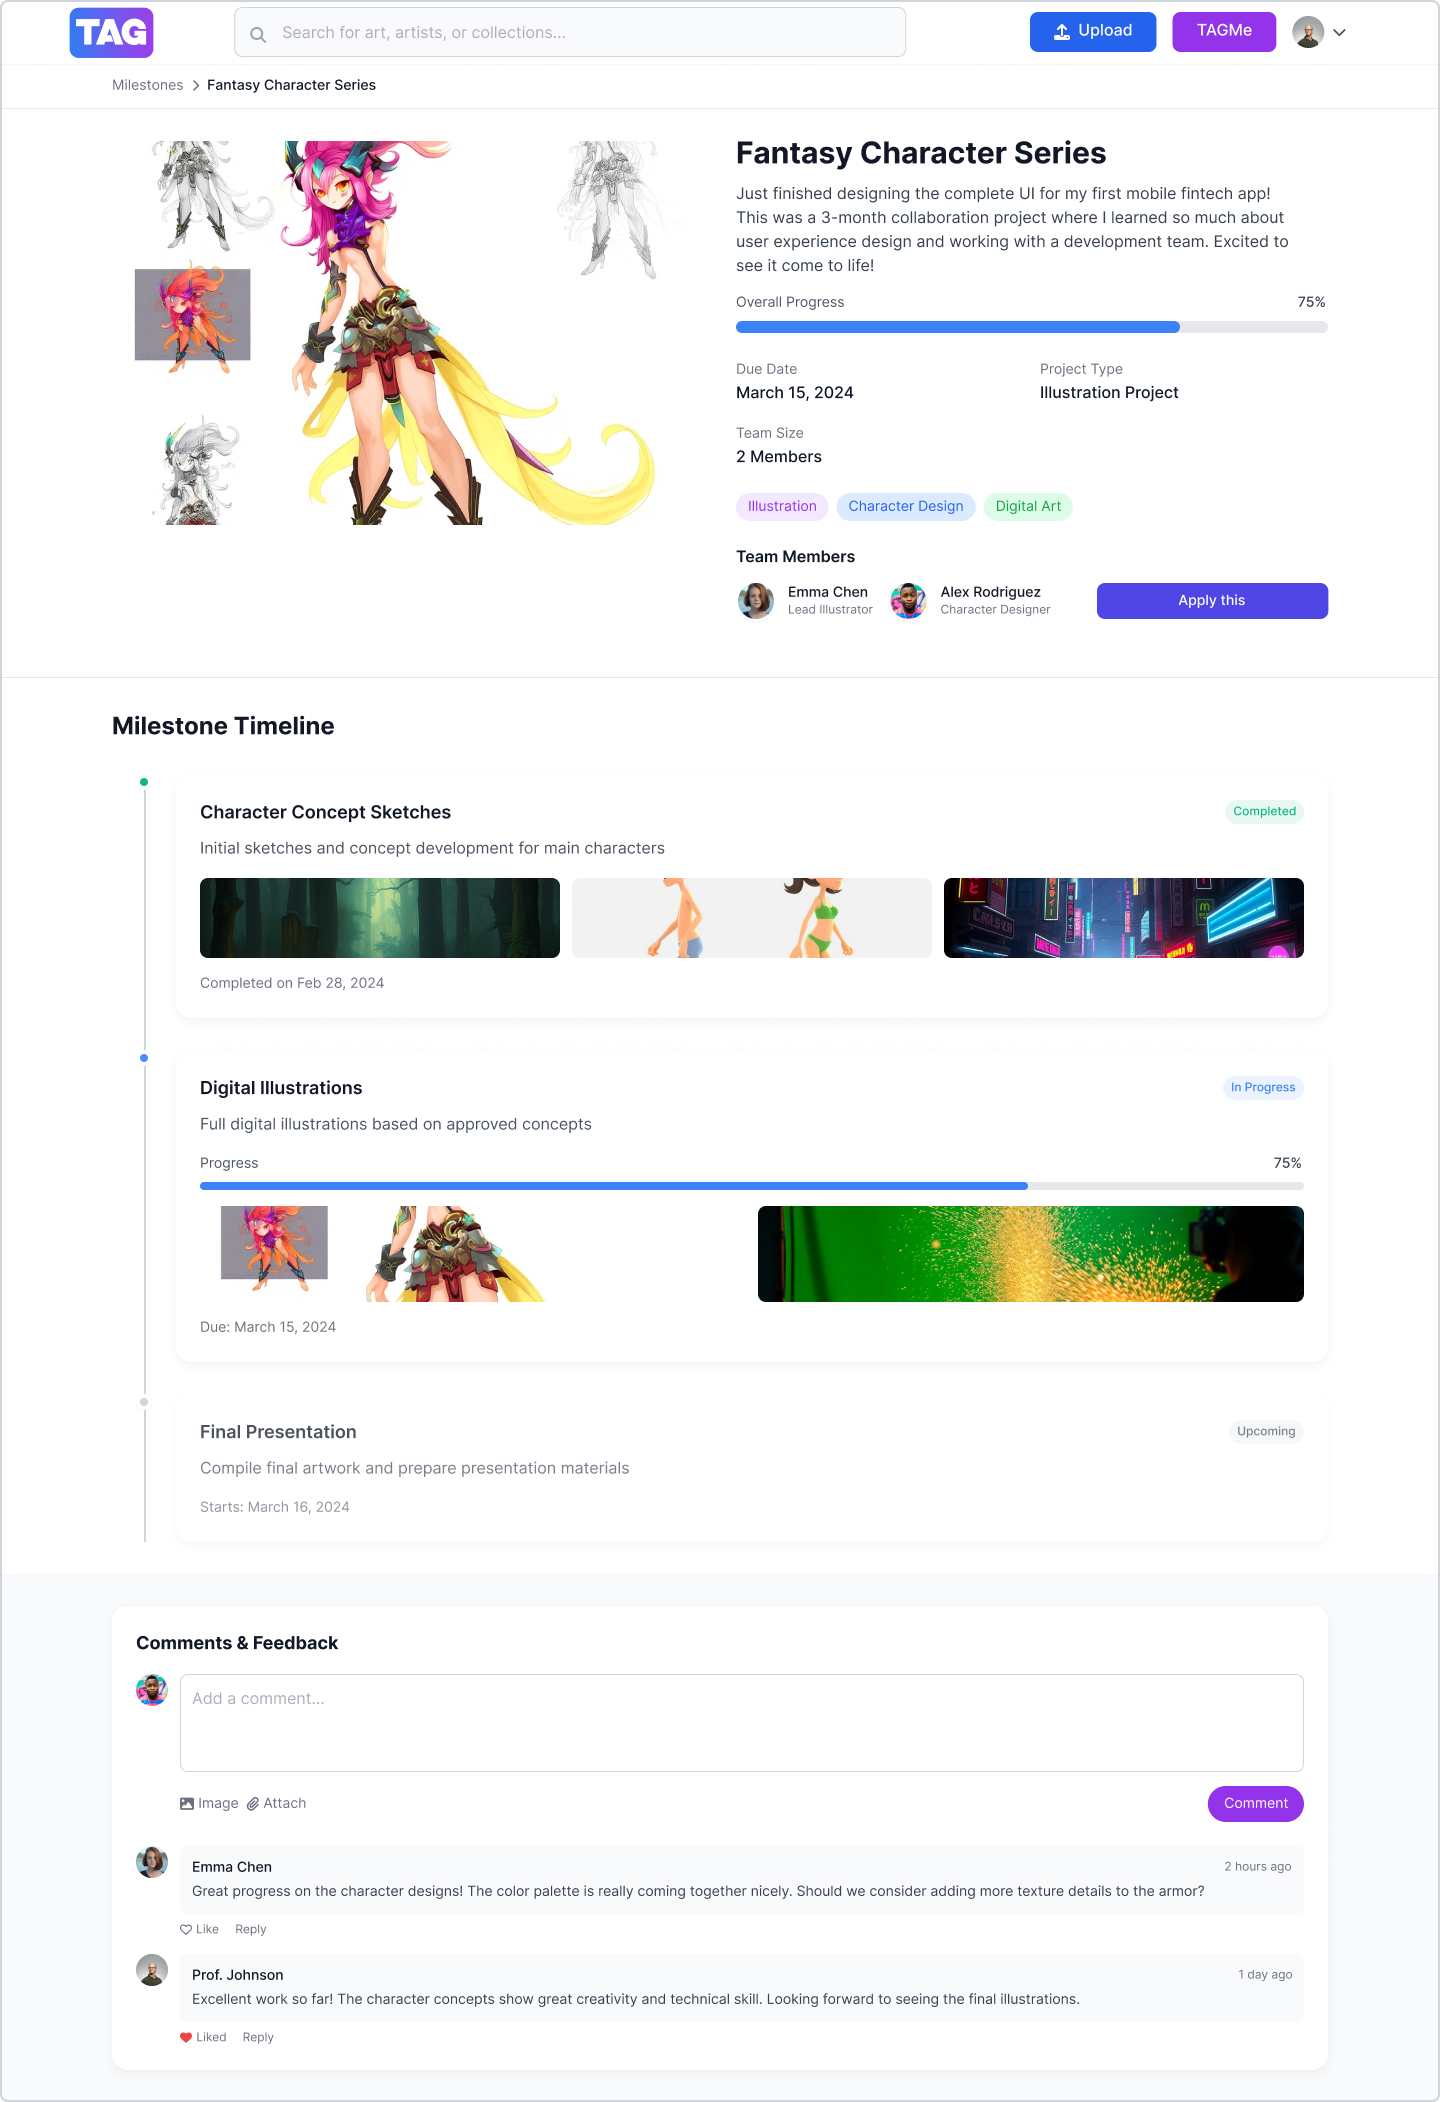 TAG
Search for art, artists, or collections...
Upload
TAGMe
Milestones
Fantasy Character Series
Fantasy Character Series
Just finished designing the complete UI for my first mobile fintech app!
This was a 3-month collaboration project where I learned so much about
user experience design and working with a development team. Excited to
see it come to life!
Overall Progress
75%
Due Date
Project Type
March 15, 2024
Illustration Project
Team Size
2 Members
Illustration
Character Design
Digital Art
Team Members
Emma Chen
Lead Illustrator
Alex Rodriguez
Character Designer
Apply this
Milestone Timeline
Character Concept Sketches
Completed
Initial sketches and concept development for main characters
Completed on Feb 28, 2024
Digital Illustrations
In Progress
Full digital illustrations based on approved concepts
Progress
75%
Due: March 15, 2024
Final Presentation
Upcoming
Compile final artwork and prepare presentation materials
Starts: March 16, 2024
Comments & Feedback
Add a comment...
Image
Attach
Comment
Emma Chen
2 hours ago
Great progress on the character designs! The color palette is really coming together nicely. Should we consider adding more texture details to the armor?
Like
Reply
Prof. Johnson
1 day ago
Excellent work so far! The character concepts show great creativity and technical skill. Looking forward to seeing the final illustrations.
Liked
Reply